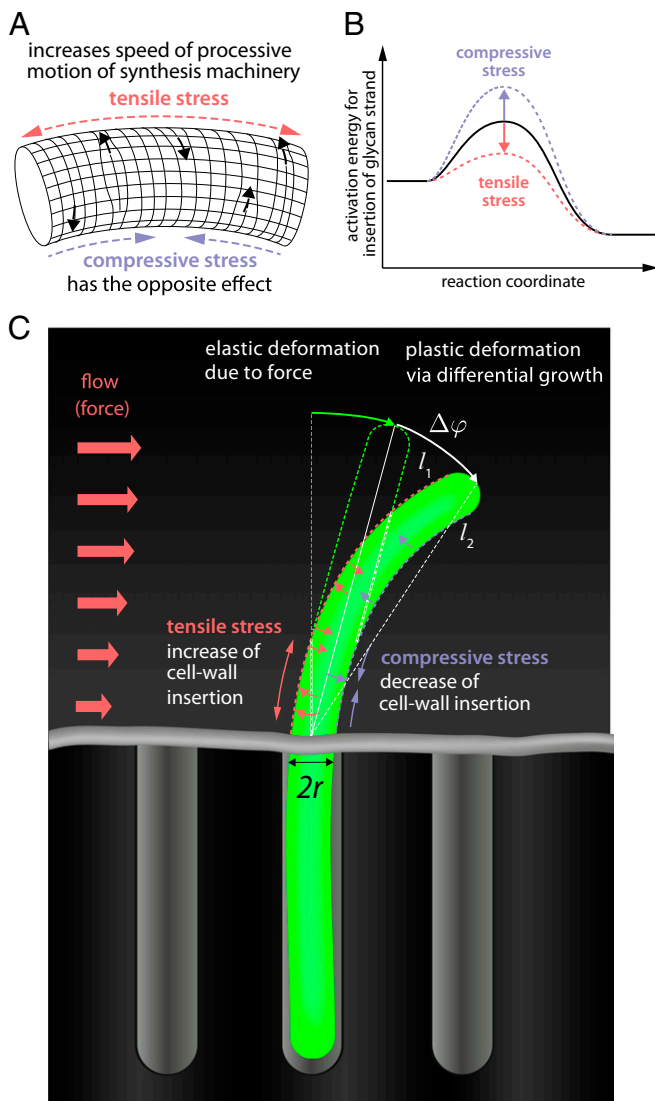 A
increases speed of processive
motion of synthesis machinery
tensile stress
compressive stress
has the opposite effect
B
activation energy for
insertion of glycan strand
compressive
stress
tensile
stress
reaction coordinate
C
elastic deformation
due to force
plastic deformation
via differential growth
flow
(force)
Δφ
l₁
l₂
tensile stress
increase of
cell-wall
insertion
compressive stress
decrease of
cell-wall insertion
2r